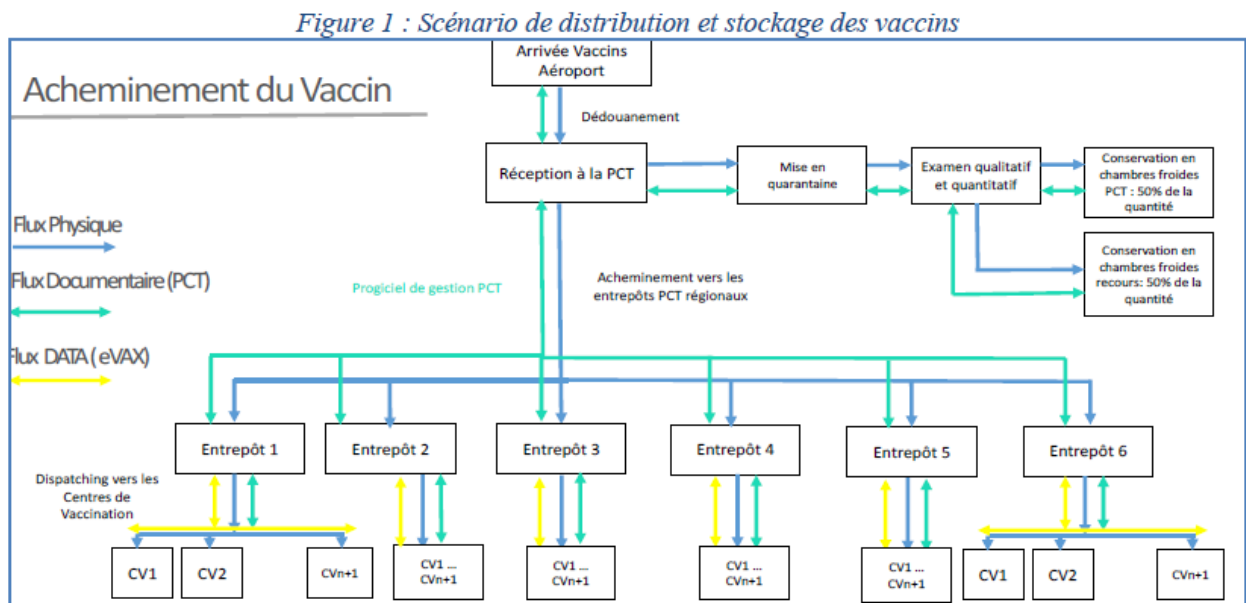 Figure 1 : Scénario de distribution et stockage des vaccins
Arrivée Vaccins
Aéroport
Acheminement du Vaccin
Dédouanement
Réception à la PCT
Mise en
quarantaine
Examen qualitatif
et quantitatif
Conservation en
chambres froides
PCT : 50% de la
quantité
Flux Physique
Conservation en
chambres froides
recours: 50% de la
quantité
Flux Documentaire (PCT)
Progiciel de gestion PCT
Acheminement vers les
entrepôts PCT régionaux
Flux DATA ( eVAX)
Entrepôt 1
Entrepôt 2
Entrepôt 3
Entrepôt 4
Entrepôt 5
Entrepôt 6
Dispatching vers les
Centres de
Vaccination
CV1
CV2
CVn+1
CV1 ...
CVn+1
CV1 ...
CVn+1
CV1 ...
CVn+1
CV1 ...
CVn+1
CV1
CV2
CVn+1